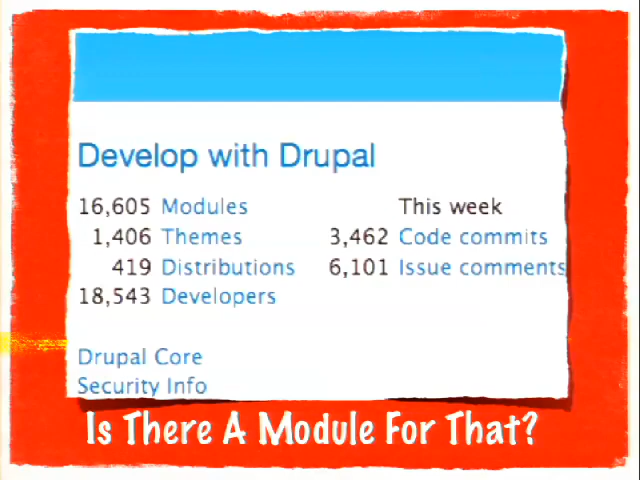 Develop with Drupal
16,605 Modules
1,406 Themes
419 Distributions
18,543 Developers
This week
3,462 Code commits
6,101 Issue comments
Drupal Core
Security Info
Is There A Module For That?